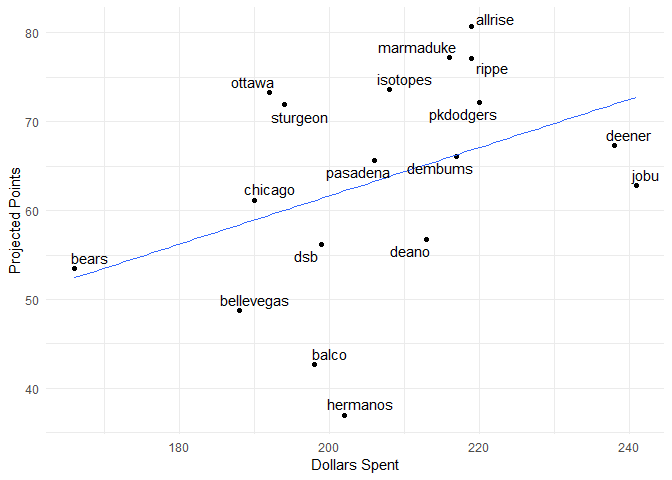 80
70
60
50
40
Projected Points
allrise
marmaduke
rippe
isotopes
ottawa
pkdodgers
sturgeon
deener
dembums
pasadena
jobu
chicago
deano
dsb
bears
bellevegas
balco
hermanos
180
200
220
240
Dollars Spent